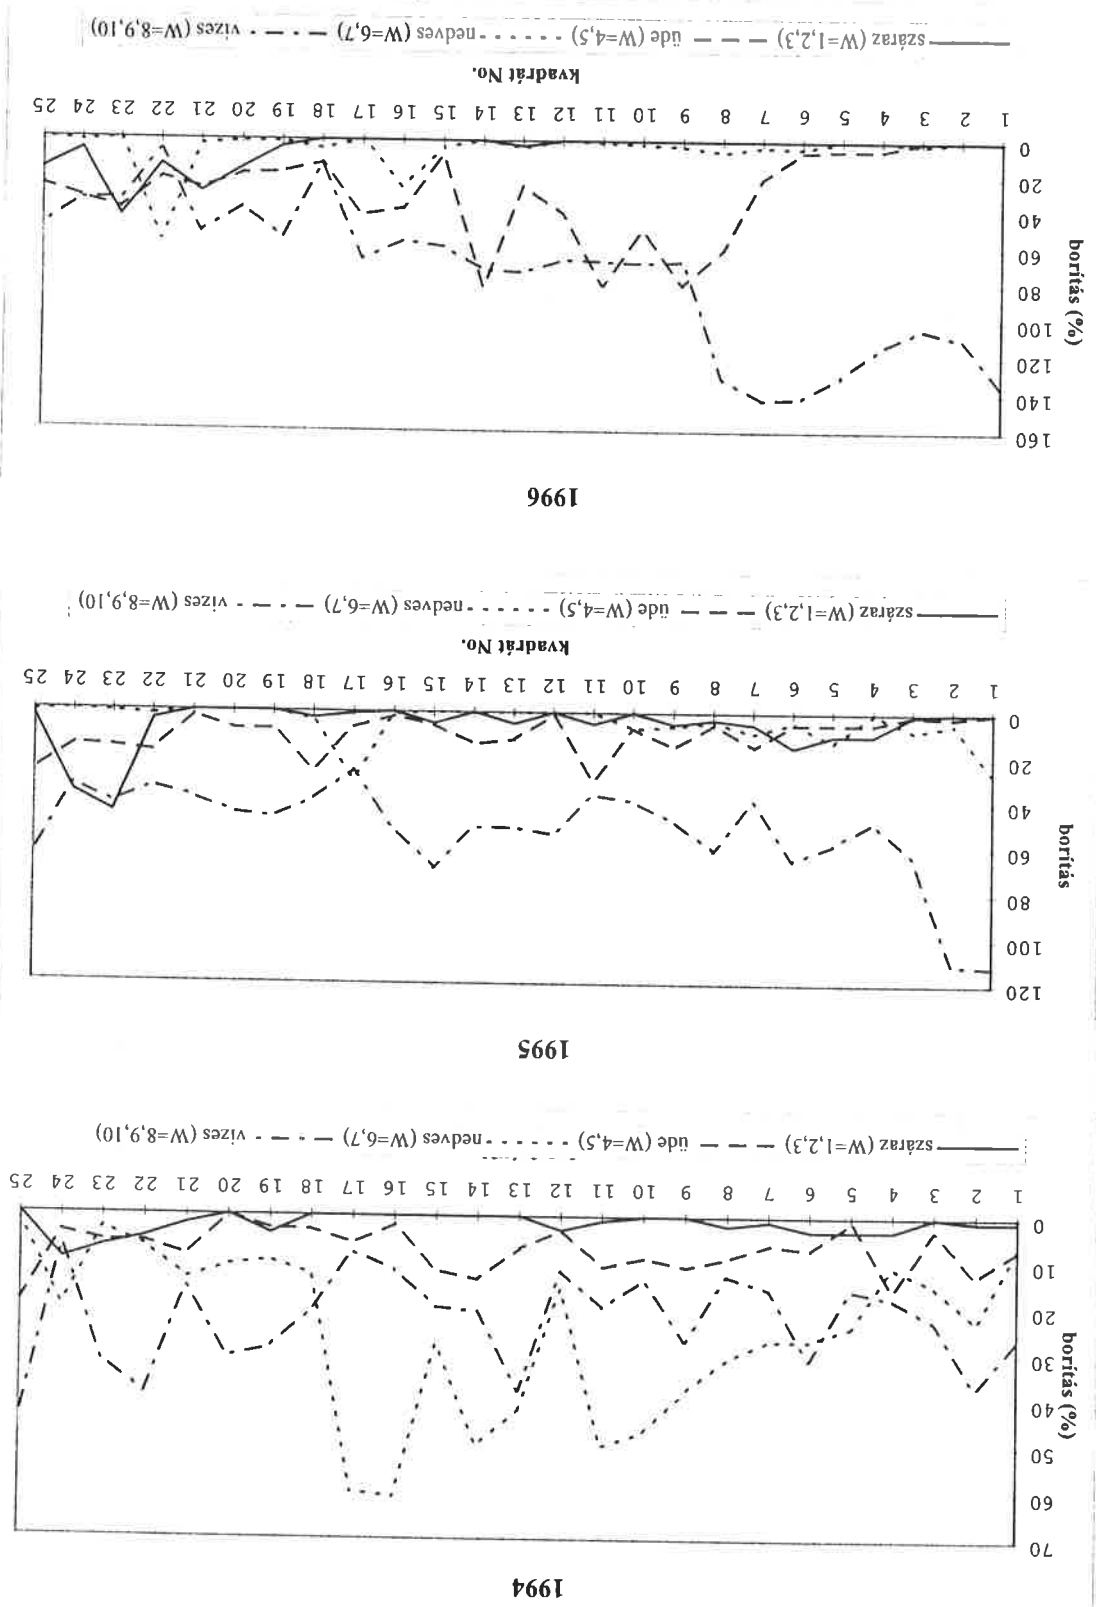 1994
borítás (%)
70
60
50
40
30
20
10
0
1 2 3 4 5 6 7 8 9 10 11 12 13 14 15 16 17 18 19 20 21 22 23 24 25
száraz (W=1,2,3) üde (W=4,5) nedves (W=6,7) vizes (W=8,9,10)
1995
borítás
120
100
80
60
40
20
0
1 2 3 4 5 6 7 8 9 10 11 12 13 14 15 16 17 18 19 20 21 22 23 24 25
kvadrát No.
száraz (W=1,2,3) üde (W=4,5) nedves (W=6,7) vizes (W=8,9,10)
1996
borítás (%)
160
140
120
100
80
60
40
20
0
1 2 3 4 5 6 7 8 9 10 11 12 13 14 15 16 17 18 19 20 21 22 23 24 25
kvadrát No.
száraz (W=1,2,3) üde (W=4,5) nedves (W=6,7) vizes (W=8,9,10)